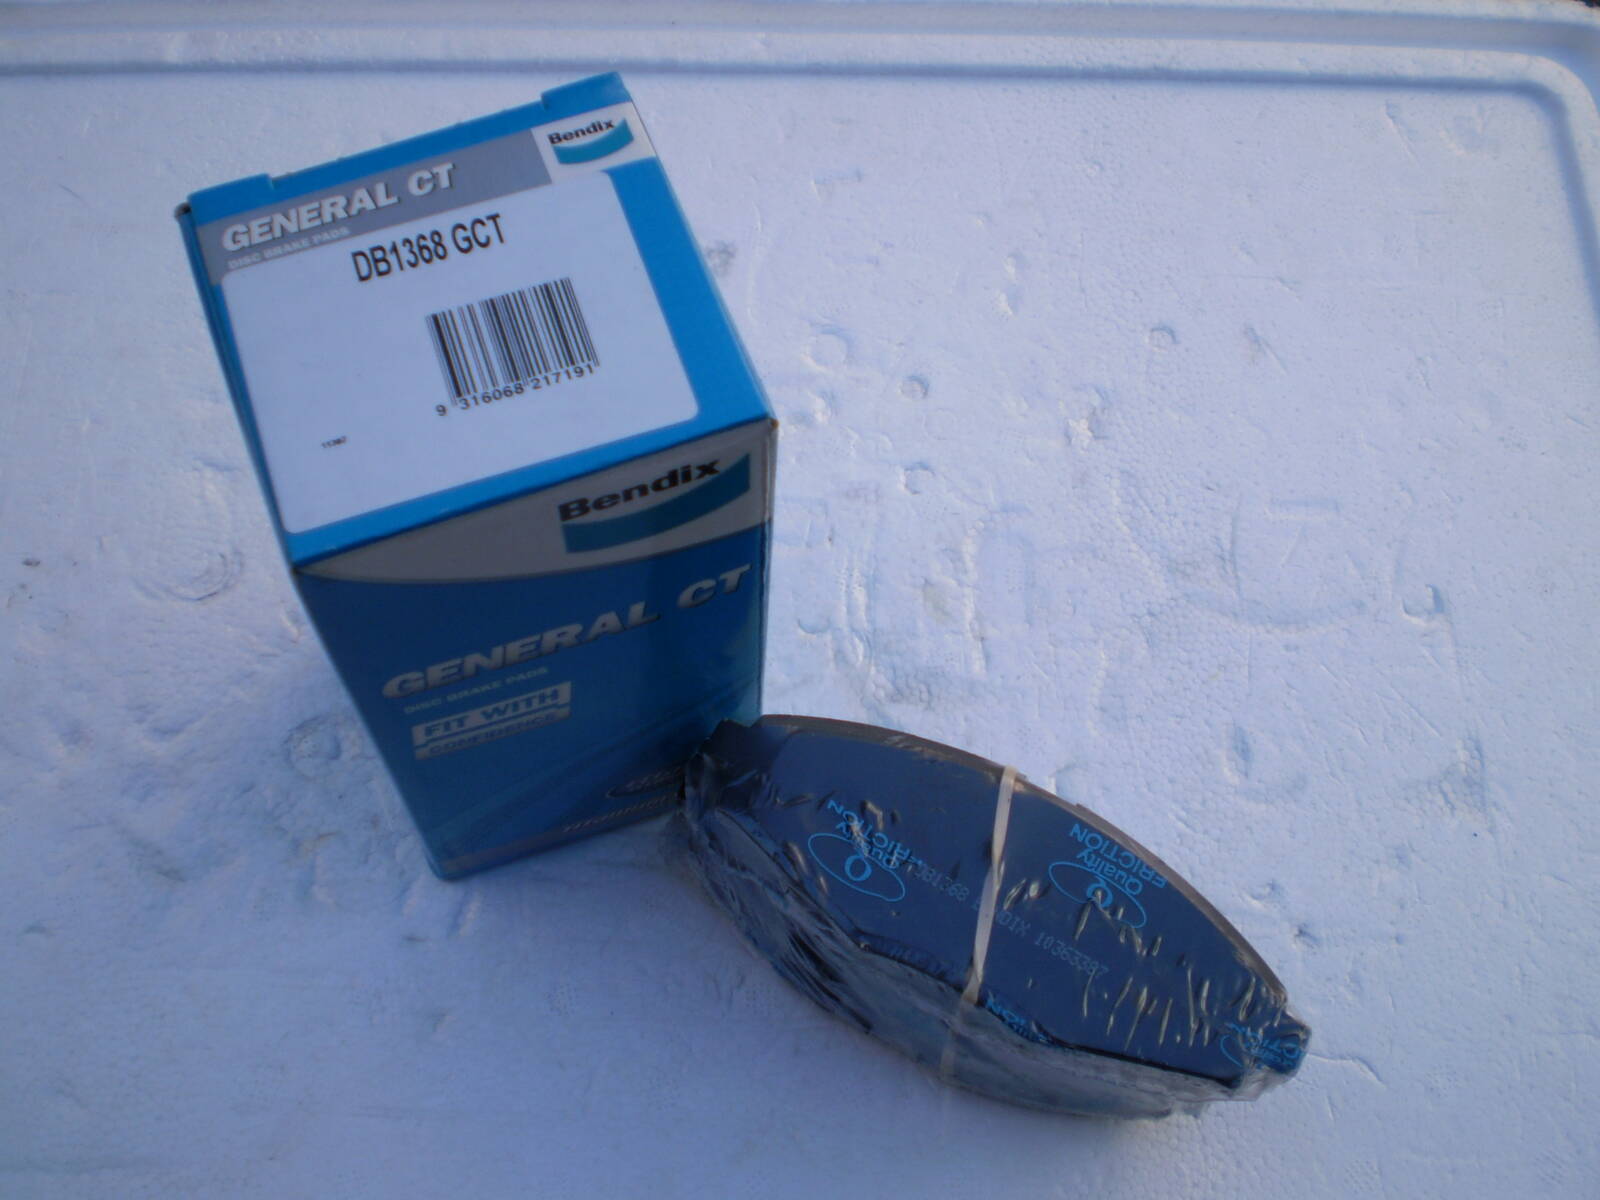 Bendix
GENERAL CT
DISC BRAKE PADS
DB1368 GCT
9 316068 217191
Bendix
GENERAL CT
DISC BRAKE PADS
FIT WITH
CONFIDENCE
Quality
FRICTION
Quality
FRICTION
DB1368 BENDIX 10363387